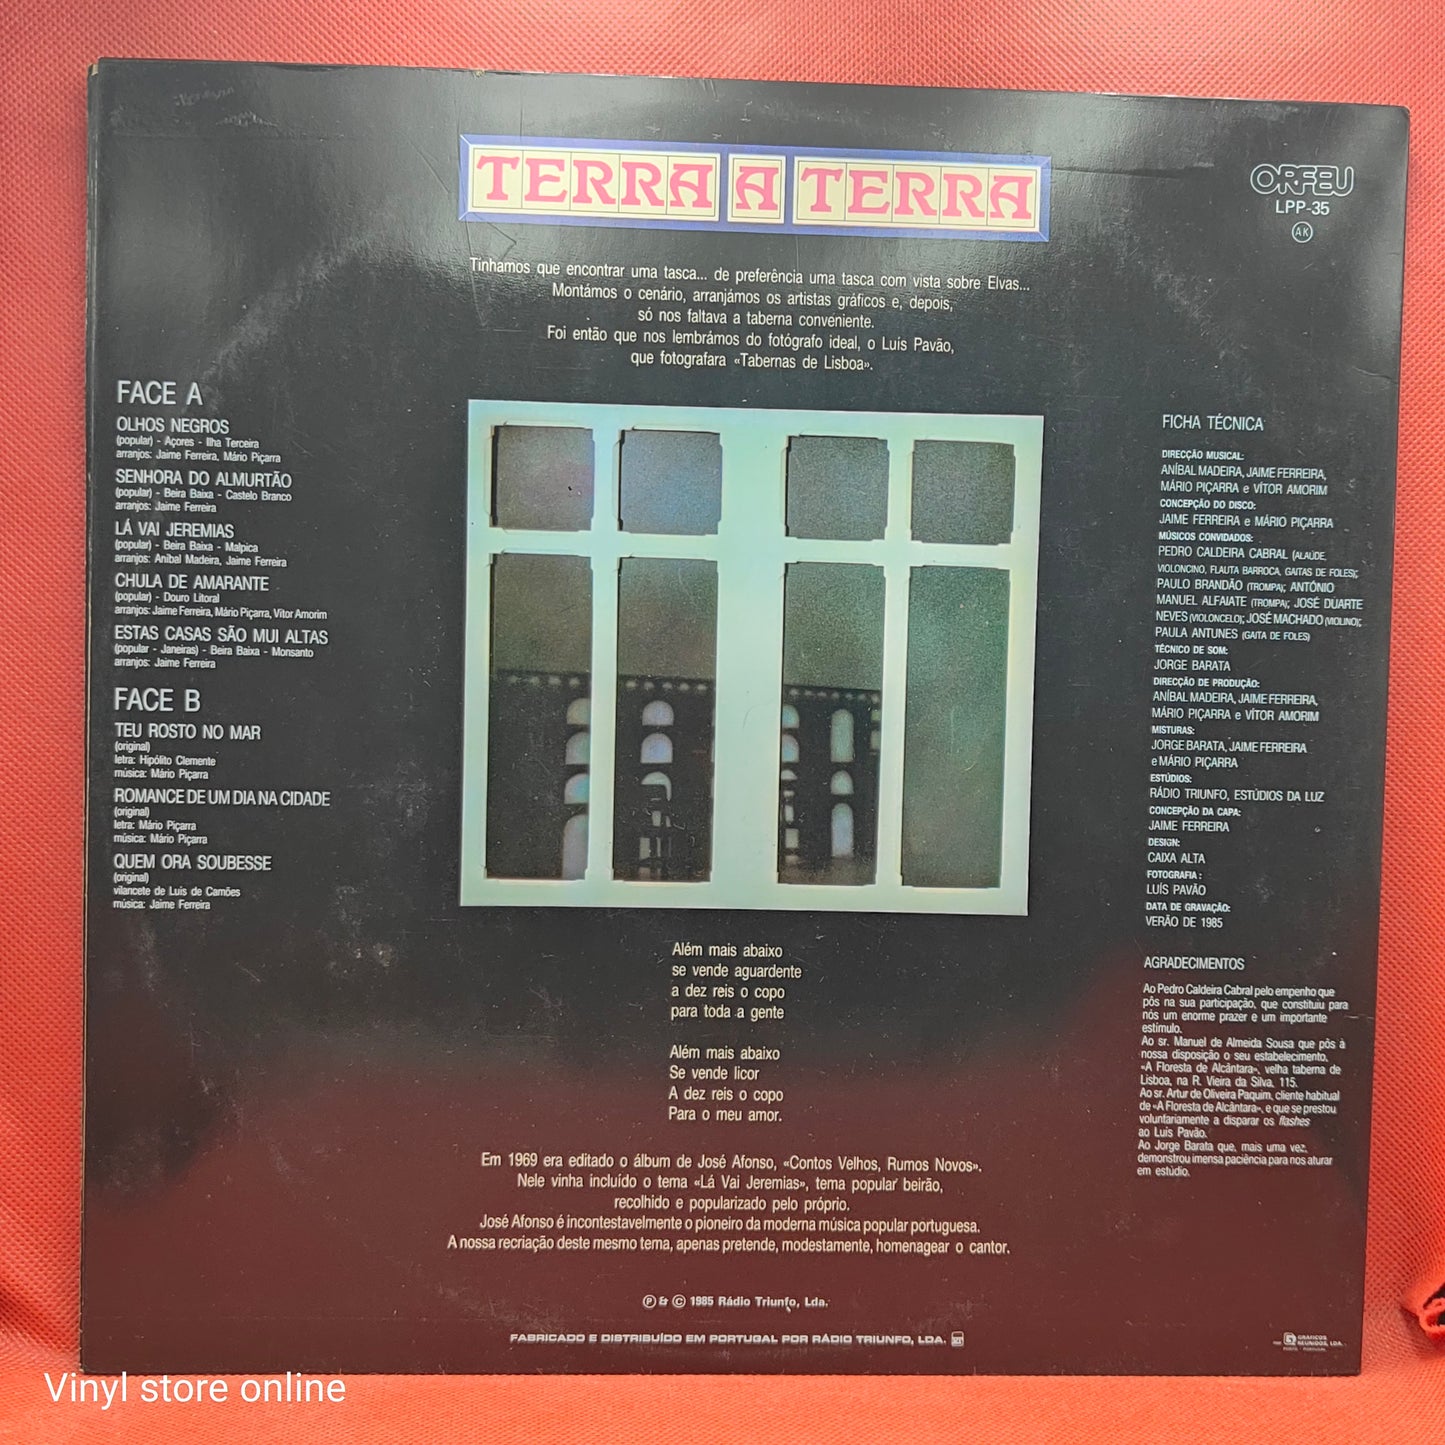 TERRA A TERRA
ORFEU
LPP-35
AK
Tinhamos que encontrar uma tasca... de preferência uma tasca com vista sobre Elvas...
Montámos o cenário, arranjámos os artistas gráficos e, depois,
só nos faltava a taberna conveniente.
Foi então que nos lembrámos do fotógrafo ideal, o Luís Pavão,
que fotografara «Tabernas de Lisboa».
FACE A
OLHOS NEGROS
(popular) - Açores - Ilha Terceira
arranjos: Jaime Ferreira, Mário Piçarra
SENHORA DO ALMURTÃO
(popular) - Beira Baixa - Castelo Branco
arranjos: Jaime Ferreira
LÁ VAI JEREMIAS
(popular) - Beira Baixa - Malpica
arranjos: Aníbal Madeira, Jaime Ferreira
CHULA DE AMARANTE
(popular) - Douro Litoral
arranjos: Jaime Ferreira, Mário Piçarra, Vítor Amorim
ESTAS CASAS SÃO MUI ALTAS
(popular - Janeiras) - Beira Baixa - Monsanto
arranjos: Jaime Ferreira
FACE B
TEU ROSTO NO MAR
(original)
letra: Hipólito Clemente
música: Mário Piçarra
ROMANCE DE UM DIA NA CIDADE
(original)
letra: Mário Piçarra
música: Mário Piçarra
QUEM ORA SOUBESSE
(original)
vilancete de Luis de Camões
música: Jaime Ferreira
FICHA TÉCNICA
DIRECÇÃO MUSICAL:
ANÍBAL MADEIRA, JAIME FERREIRA,
MÁRIO PIÇARRA e VÍTOR AMORIM
CONCEPÇÃO DO DISCO:
JAIME FERREIRA e MÁRIO PIÇARRA
MÚSICOS CONVIDADOS:
PEDRO CALDEIRA CABRAL (ALAÚDE,
VIOLONCINO, FLAUTA BARROCA, GAITAS DE FOLES);
PAULO BRANDÃO (TROMPA); ANTÓNIO
MANUEL ALFAIATE (TROMPA); JOSÉ DUARTE
NEVES (VIOLONCELO); JOSÉ MACHADO (VIOLINO);
PAULA ANTUNES (GAITA DE FOLES)
TÉCNICO DE SOM:
JORGE BARATA
DIRECÇÃO DE PRODUÇÃO:
ANÍBAL MADEIRA, JAIME FERREIRA,
MÁRIO PIÇARRA e VÍTOR AMORIM
MISTURAS:
JORGE BARATA, JAIME FERREIRA
e MÁRIO PIÇARRA
ESTÚDIOS:
RÁDIO TRIUNFO, ESTÚDIOS DA LUZ
CONCEPÇÃO DA CAPA:
JAIME FERREIRA
DESIGN:
CAIXA ALTA
FOTOGRAFIA:
LUÍS PAVÃO
DATA DE GRAVAÇÃO:
VERÃO DE 1985
AGRADECIMENTOS
Ao Pedro Caldeira Cabral pelo empenho que
pôs na sua participação, que constituiu para
nós um enorme prazer e um importante
estímulo.
Ao sr. Manuel de Almeida Sousa que pôs à
nossa disposição o seu estabelecimento,
«A Floresta de Alcântara», velha taberna de
Lisboa, na R. Vieira da Silva, 115.
Ao sr. Artur de Oliveira Paquim, cliente habitual
de «A Floresta de Alcântara», e que se prestou
voluntariamente a disparar os flashes
ao Luís Pavão.
Ao Jorge Barata que, mais uma vez,
demonstrou imensa paciência para nos aturar
em estúdio.
Além mais abaixo
se vende aguardente
a dez reis o copo
para toda a gente
Além mais abaixo
Se vende licor
A dez reis o copo
Para o meu amor.
Em 1969 era editado o álbum de José Afonso, «Contos Velhos, Rumos Novos».
Nele vinha incluído o tema «Lá Vai Jeremias», tema popular beirão,
recolhido e popularizado pelo próprio.
José Afonso é incontestavelmente o pioneiro da moderna música popular portuguesa.
A nossa recriação deste mesmo tema, apenas pretende, modestamente, homenagear o cantor.
℗ & © 1985 Rádio Triunfo, Lda.
FABRICADO E DISTRIBUÍDO EM PORTUGAL POR RÁDIO TRIUNFO, LDA.
GRÁFICOS
REUNIDOS, LDA.
PORTO - PORTUGAL
Vinyl store online